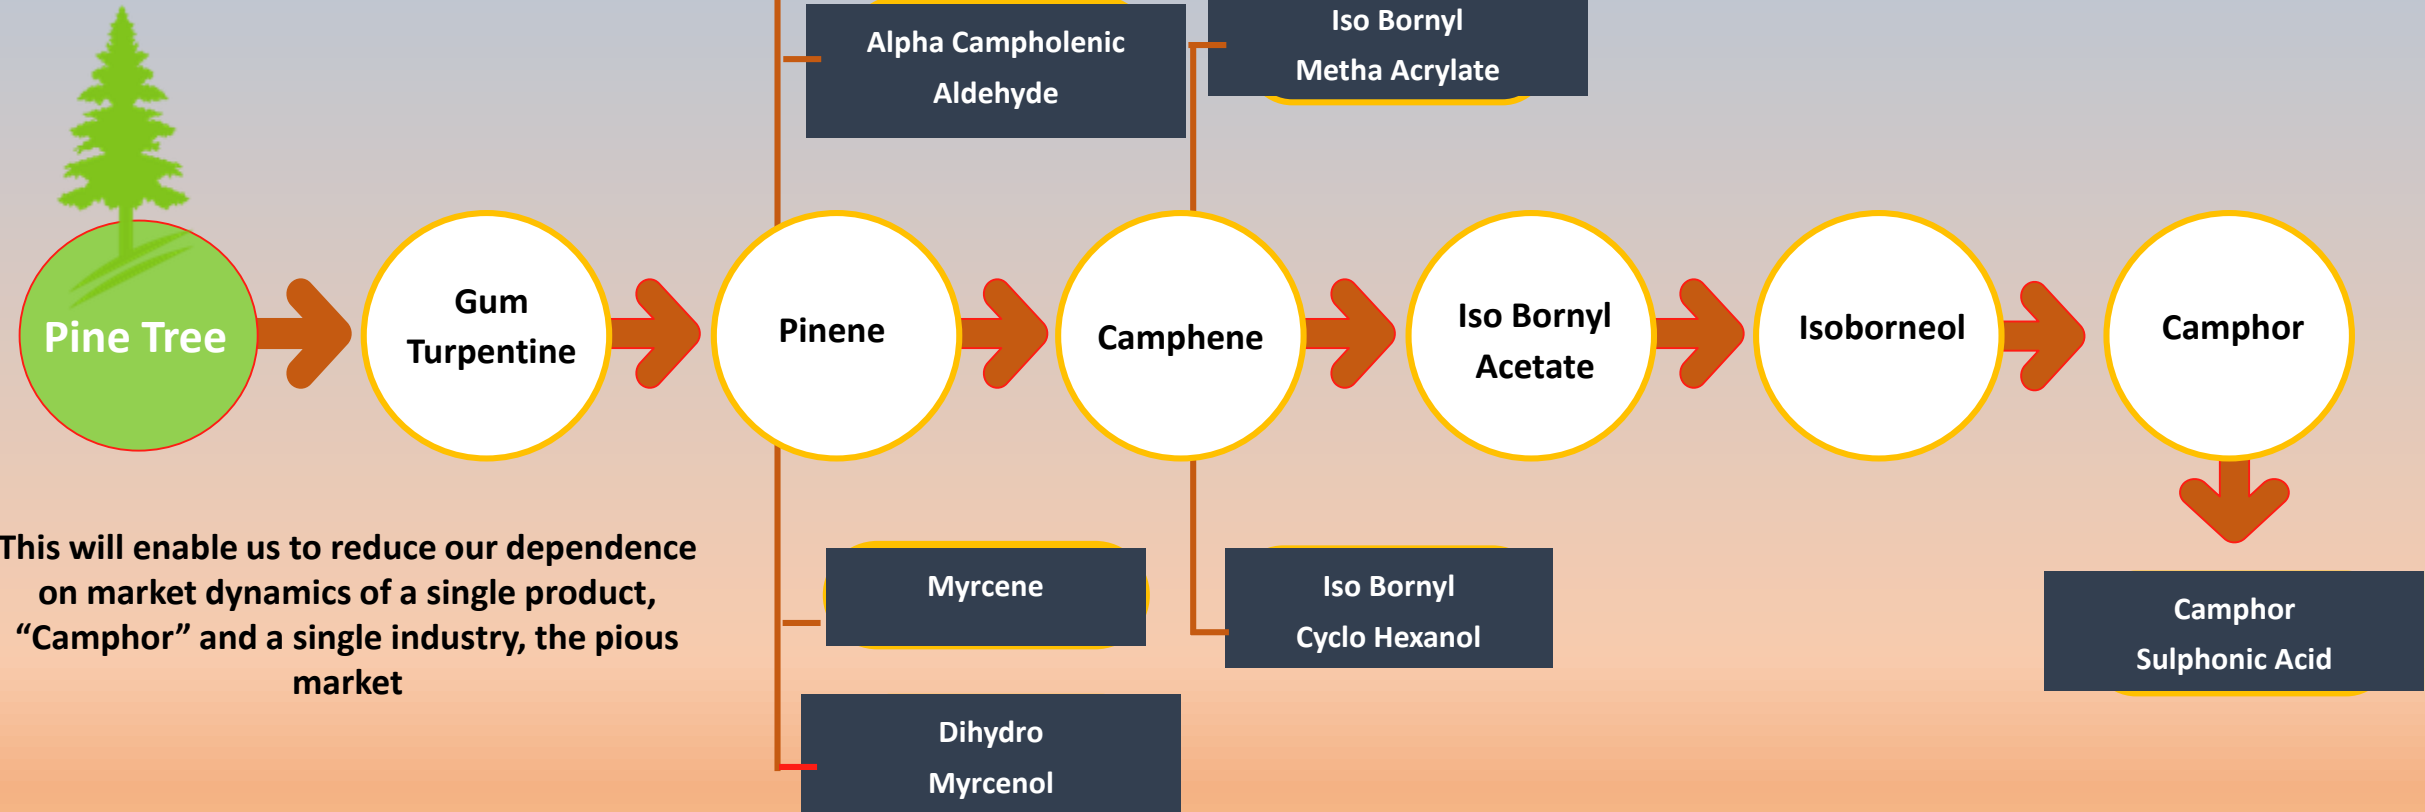 Alpha Campholenic
Aldehyde
Iso Bornyl
Metha Acrylate
Pine Tree
Gum
Turpentine
Pinene
Camphene
Iso Bornyl
Acetate
Isoborneol
Camphor
This will enable us to reduce our dependence
on market dynamics of a single product,
“Camphor” and a single industry, the pious
market
Myrcene
Iso Bornyl
Cyclo Hexanol
Camphor
Sulphonic Acid
Dihydro
Myrcenol